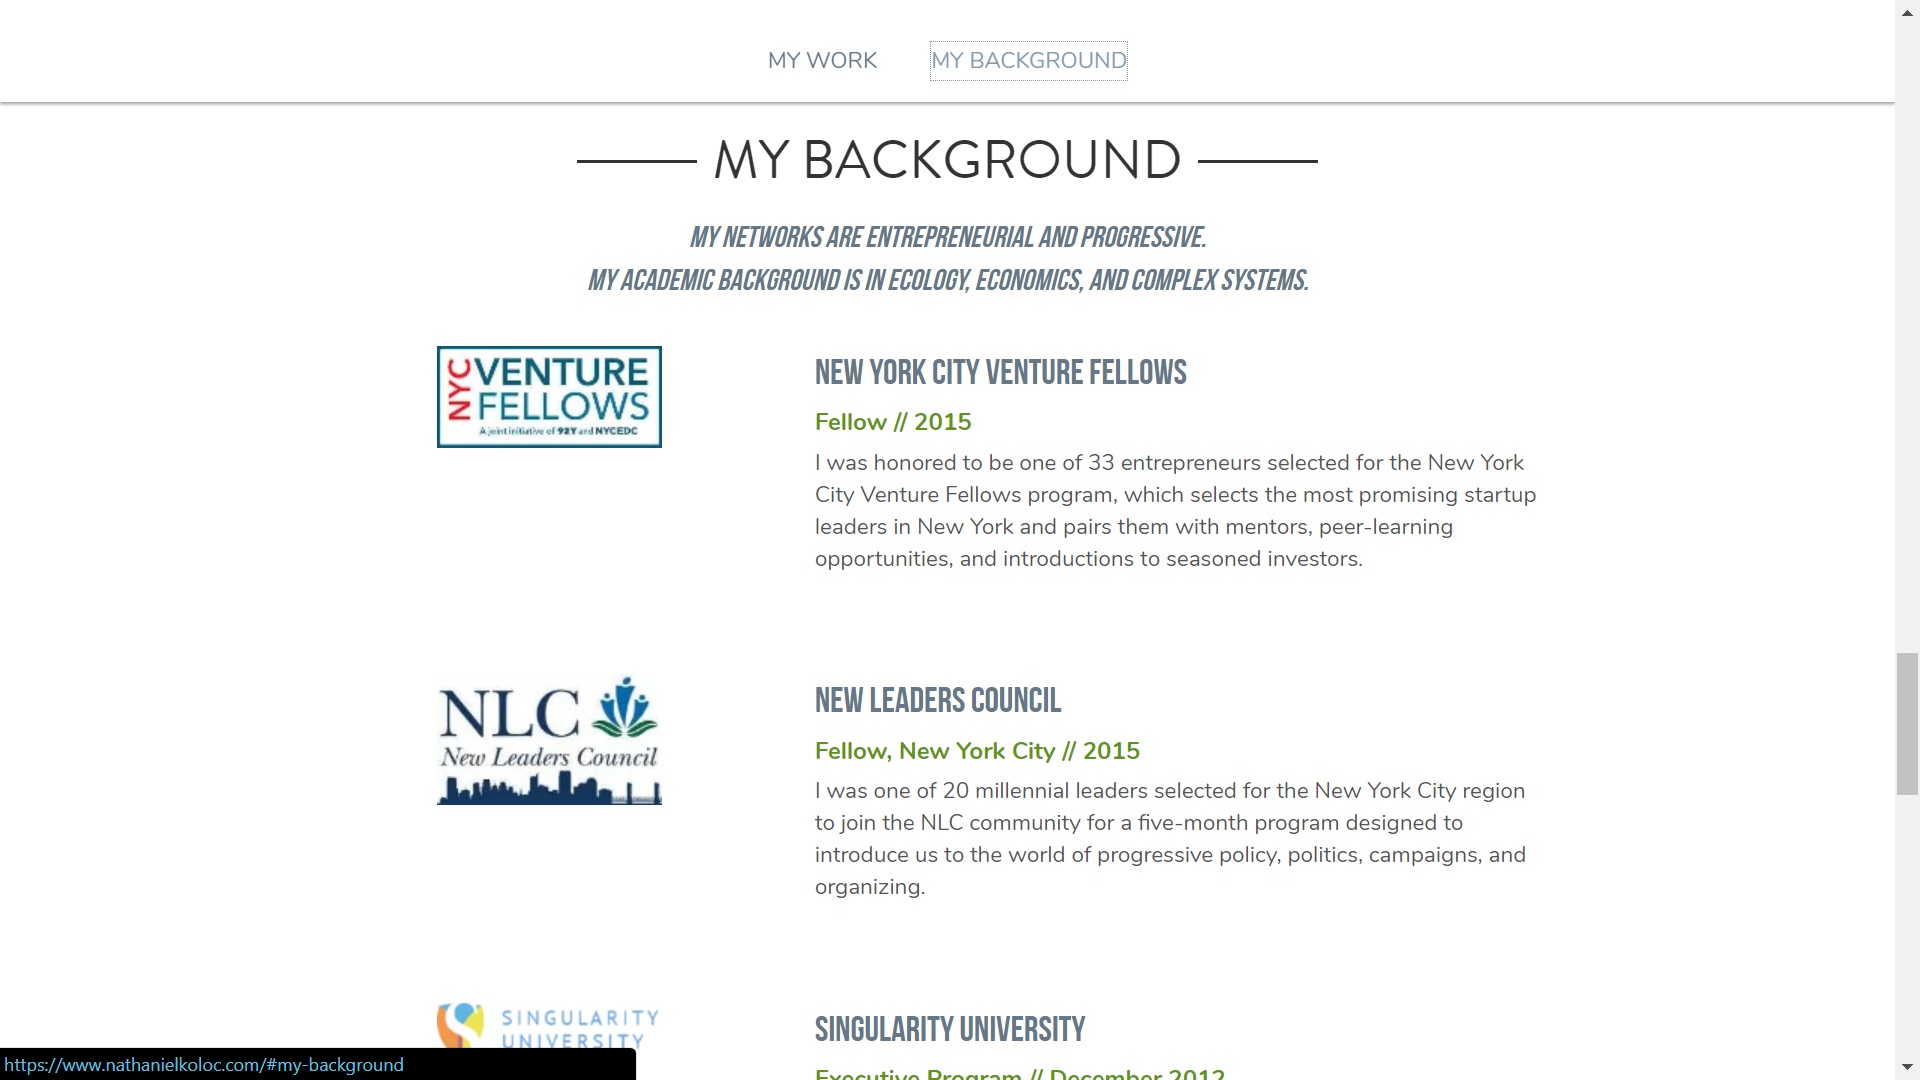 MY WORK
MY BACKGROUND
MY BACKGROUND
MY NETWORKS ARE ENTREPRENEURIAL AND PROGRESSIVE.
MY ACADEMIC BACKGROUND IS IN ECOLOGY, ECONOMICS, AND COMPLEX SYSTEMS.
NYC VENTURE
FELLOWS
A joint initiative of 92Y and NYCEDC
NEW YORK CITY VENTURE FELLOWS
Fellow // 2015
I was honored to be one of 33 entrepreneurs selected for the New York
City Venture Fellows program, which selects the most promising startup
leaders in New York and pairs them with mentors, peer-learning
opportunities, and introductions to seasoned investors.
NLC
New Leaders Council
NEW LEADERS COUNCIL
Fellow, New York City // 2015
I was one of 20 millennial leaders selected for the New York City region
to join the NLC community for a five-month program designed to
introduce us to the world of progressive policy, politics, campaigns, and
organizing.
SINGULARITY
UNIVERSITY
SINGULARITY UNIVERSITY
Executive Program // December 2012
https://www.nathanielkoloc.com/#my-background